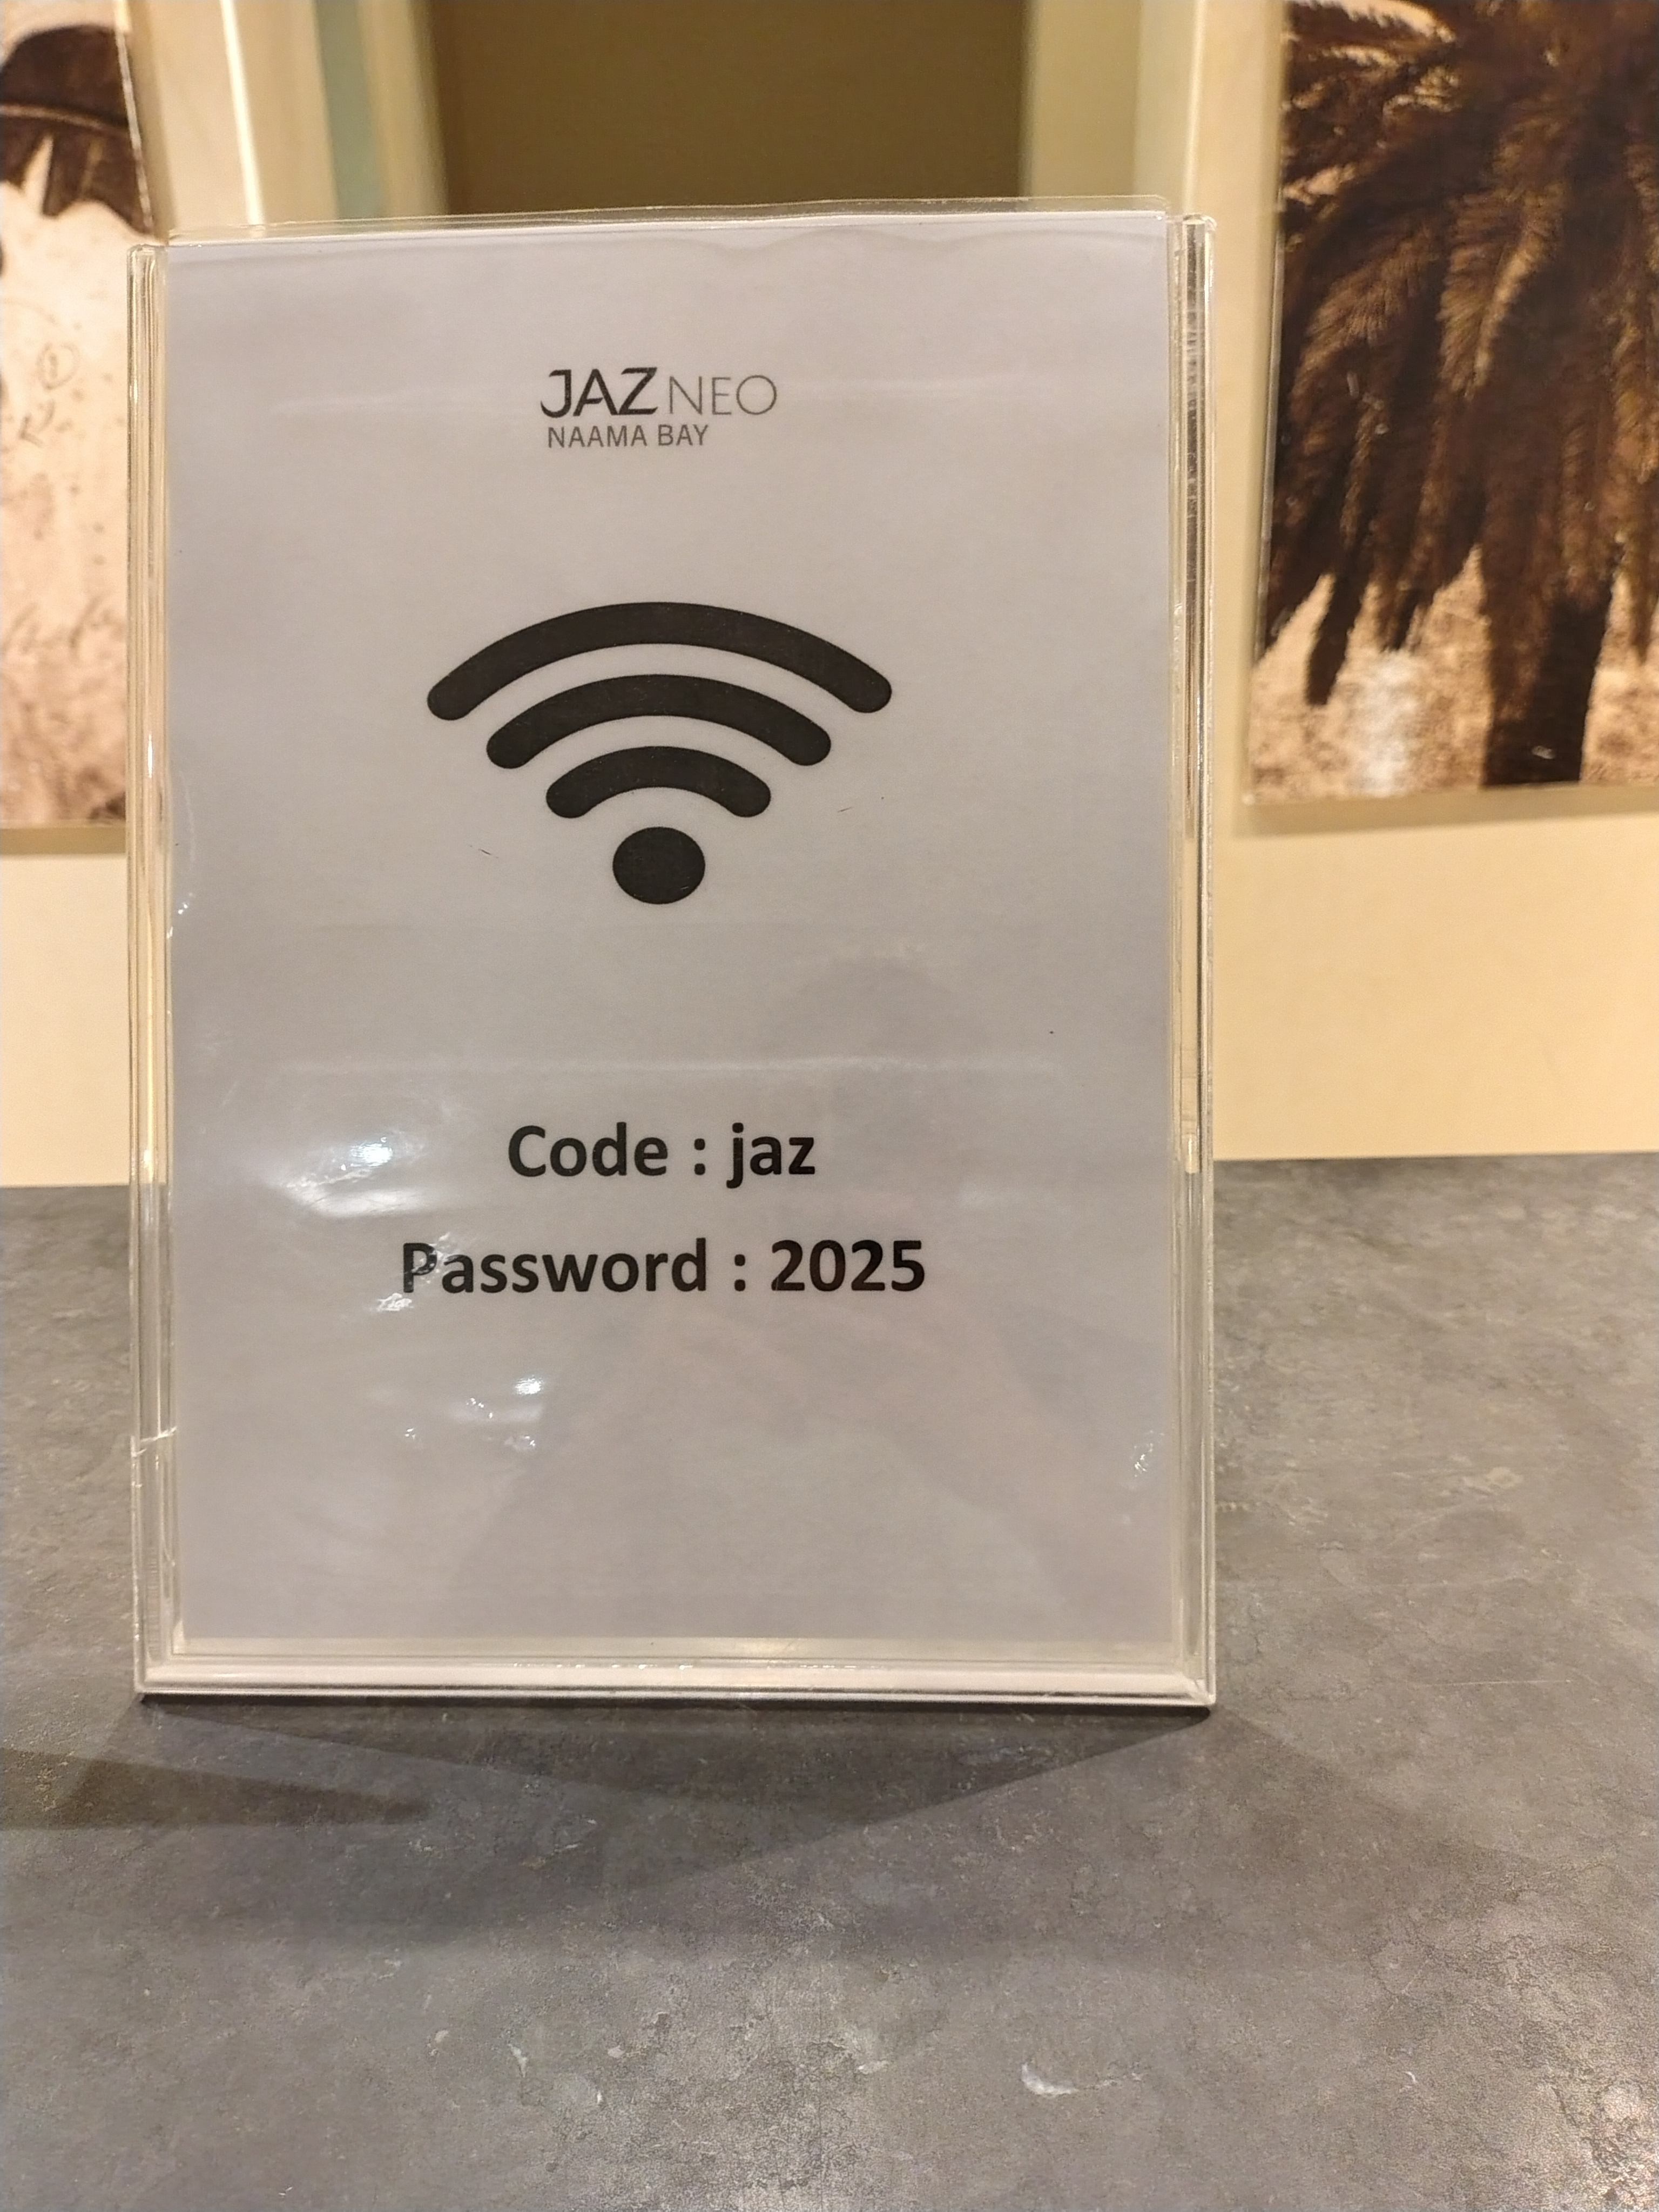 JAZ NEO
NAAMA BAY
Code : jaz
Password : 2025